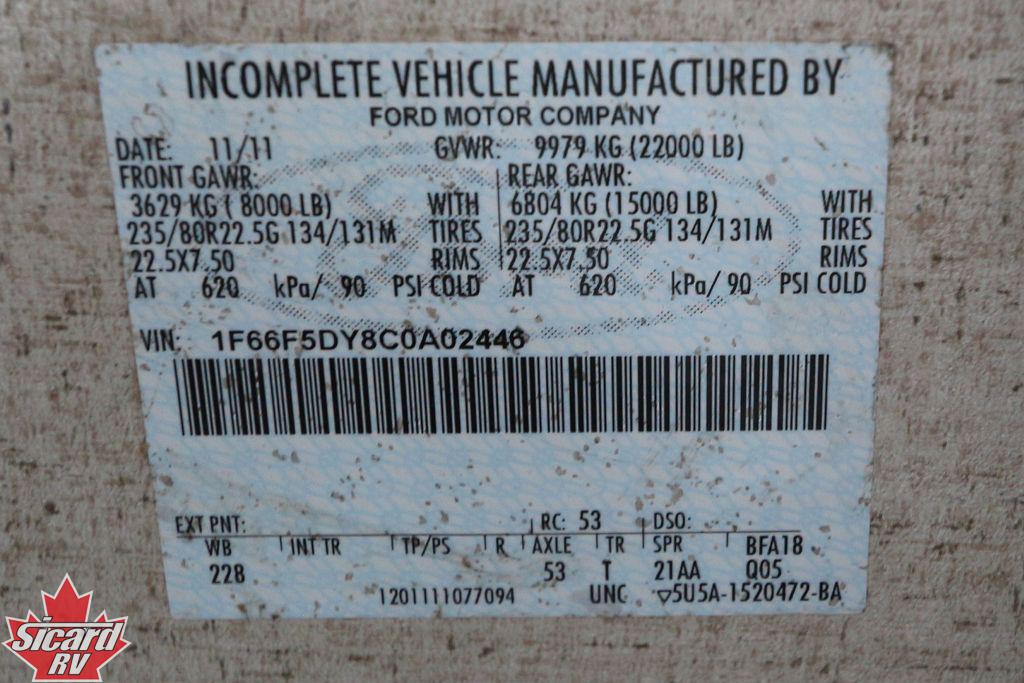 INCOMPLETE VEHICLE MANUFACTURED BY
FORD MOTOR COMPANY
DATE: 11/11 GVWR: 9979 KG (22000 LB)
FRONT GAWR: REAR GAWR:
3629 KG ( 8000 LB) WITH 6804 KG (15000 LB) WITH
235/80R22.5G 134/131M TIRES 235/80R22.5G 134/131M TIRES
22.5X7.50 RIMS 22.5X7.50 RIMS
AT 620 kPa/ 90 PSI COLD AT 620 kPa/ 90 PSI COLD
VIN: 1F66F5DY8C0A02446
EXT PNT: RC: 53 DSO:
WB INT TR TP/PS R AXLE TR SPR BFA18
228 53 T 21AA Q05
1201111077094 UNC ▽5U5A-1520472-BA
Sicard
RV